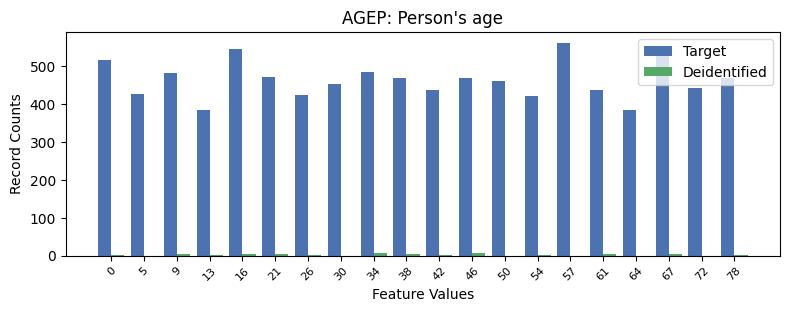 AGEP: Person's age
Target
Deidentified
Record Counts
500
400
300
200
100
0
0 5 9 13 16 21 26 30 34 38 42 46 50 54 57 61 64 67 72 78
Feature Values